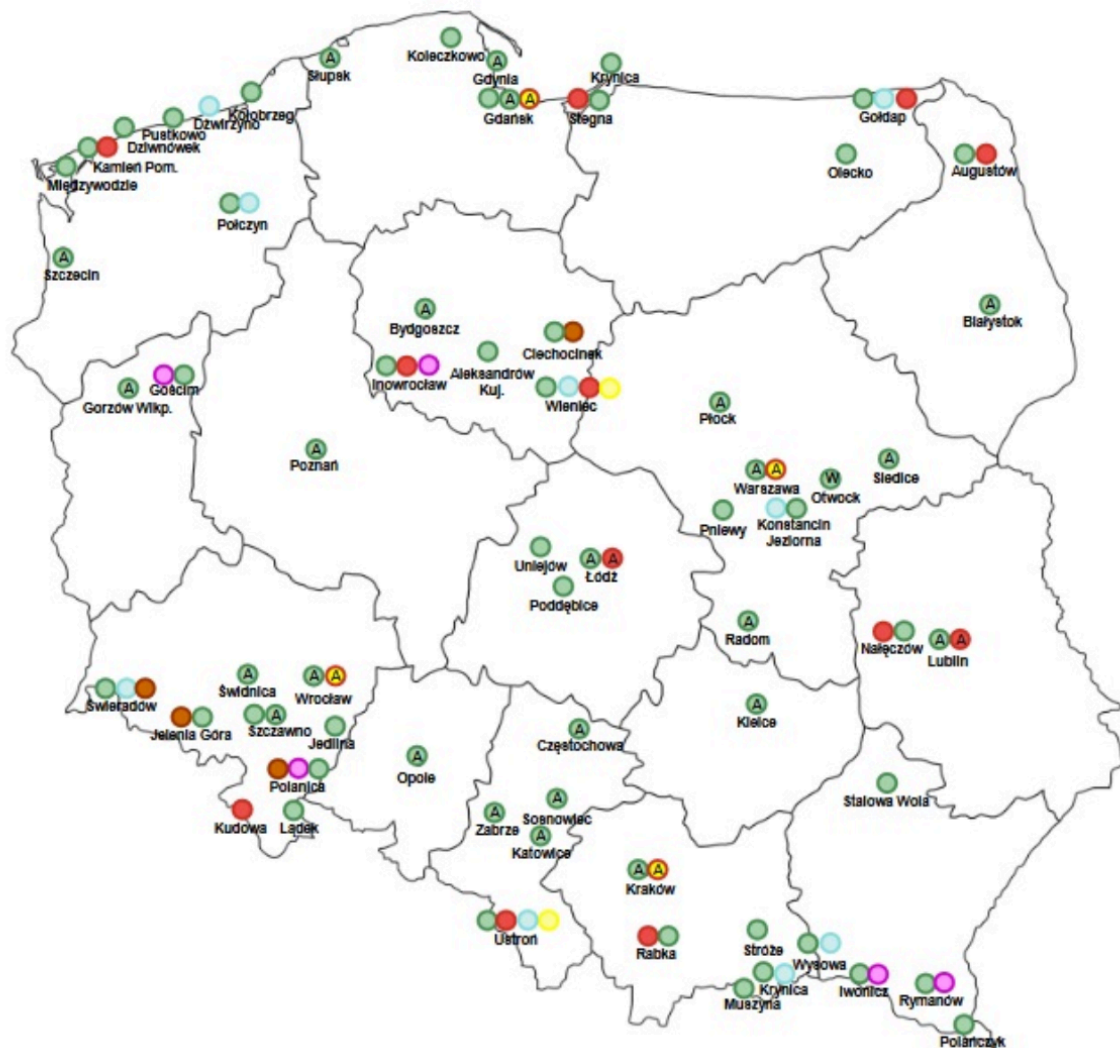 Koleczkowo
A
Słupsk
A
Gdynia
Krynica
A A
Gdańsk
Stegna
Gołdap
Kołobrzeg
Dźwirzyno
Pustkowo
Dziwnówek
Kamień Pom.
Międzywodzie
Olecko
Augustów
Połczyn
A
Szczecin
A
Bydgoszcz
A
Białystok
Ciechocinek
Inowrocław
Aleksandrów
Kuj.
Wieniec
A
Gorzów Wlkp.
Gościm
A
Płock
A
Poznań
A A
Warszawa
W
Otwock
A
Siedlce
Pniewy
Konstancin
Jeziorna
Uniejów
A A
Łódź
Poddębice
A
Radom
Nałęczów
A A
Lublin
Świeradów
A
Świdnica
A A
Wrocław
Jelenia Góra
A
Szczawno
Jedlina
A
Kielce
A
Częstochowa
A
Opole
Polanica
Kudowa
Lądek
Stalowa Wola
A
Zabrze
A
Sosnowiec
A
Katowice
A A
Kraków
Ustroń
Rabka
Stróże
Wysowa
Krynica
Muszyna
Iwonicz
Rymanów
Polańczyk